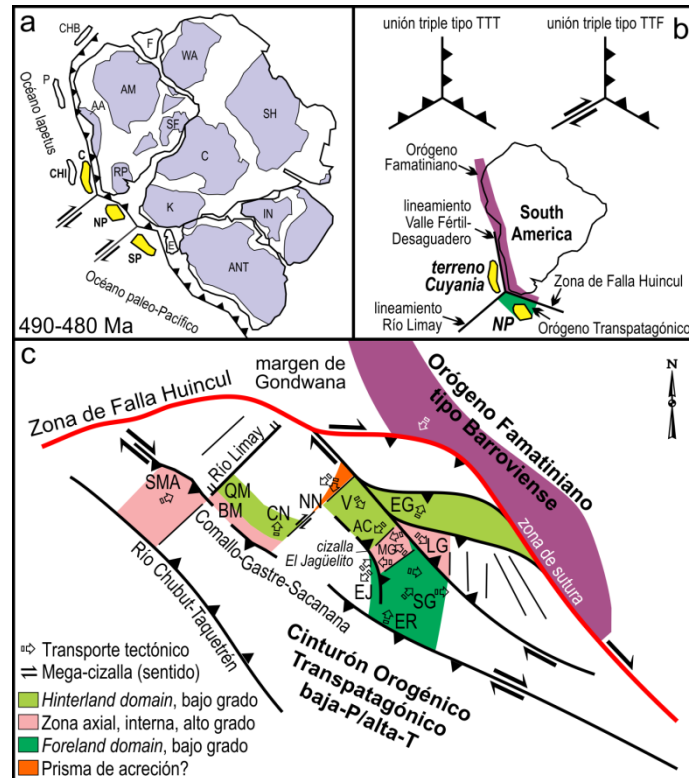 a
CHB
F
WA
P
AM
Océano Iapetus
AA
SF
SH
C
C
CHI
RP
K
IN
NP
E
SP
ANT
Océano paleo-Pacífico
490-480 Ma
b
unión triple tipo TTT
unión triple tipo TTF
Orógeno
Famatiniano
lineamiento
Valle Fértil-
Desaguadero
South
America
terreno
Cuyania
Zona de Falla Huincul
lineamiento
Río Limay
NP
Orógeno Transpatagónico
c
margen de
Gondwana
N
Zona de Falla Huincul
Orógeno Famatiniano
tipo Barroviense
Río Limay
SMA
QM
BM
CN
NN
V
EG
AC
MG
LG
zona de sutura
cizalla
El Jagüelito
Comallo-Gastre-Sacanana
EJ
SG
ER
Río Chubut-Taquetrén
Cinturón Orogénico
Transpatagónico
baja-P/alta-T
Transporte tectónico
Mega-cizalla (sentido)
Hinterland domain, bajo grado
Zona axial, interna, alto grado
Foreland domain, bajo grado
Prisma de acreción?